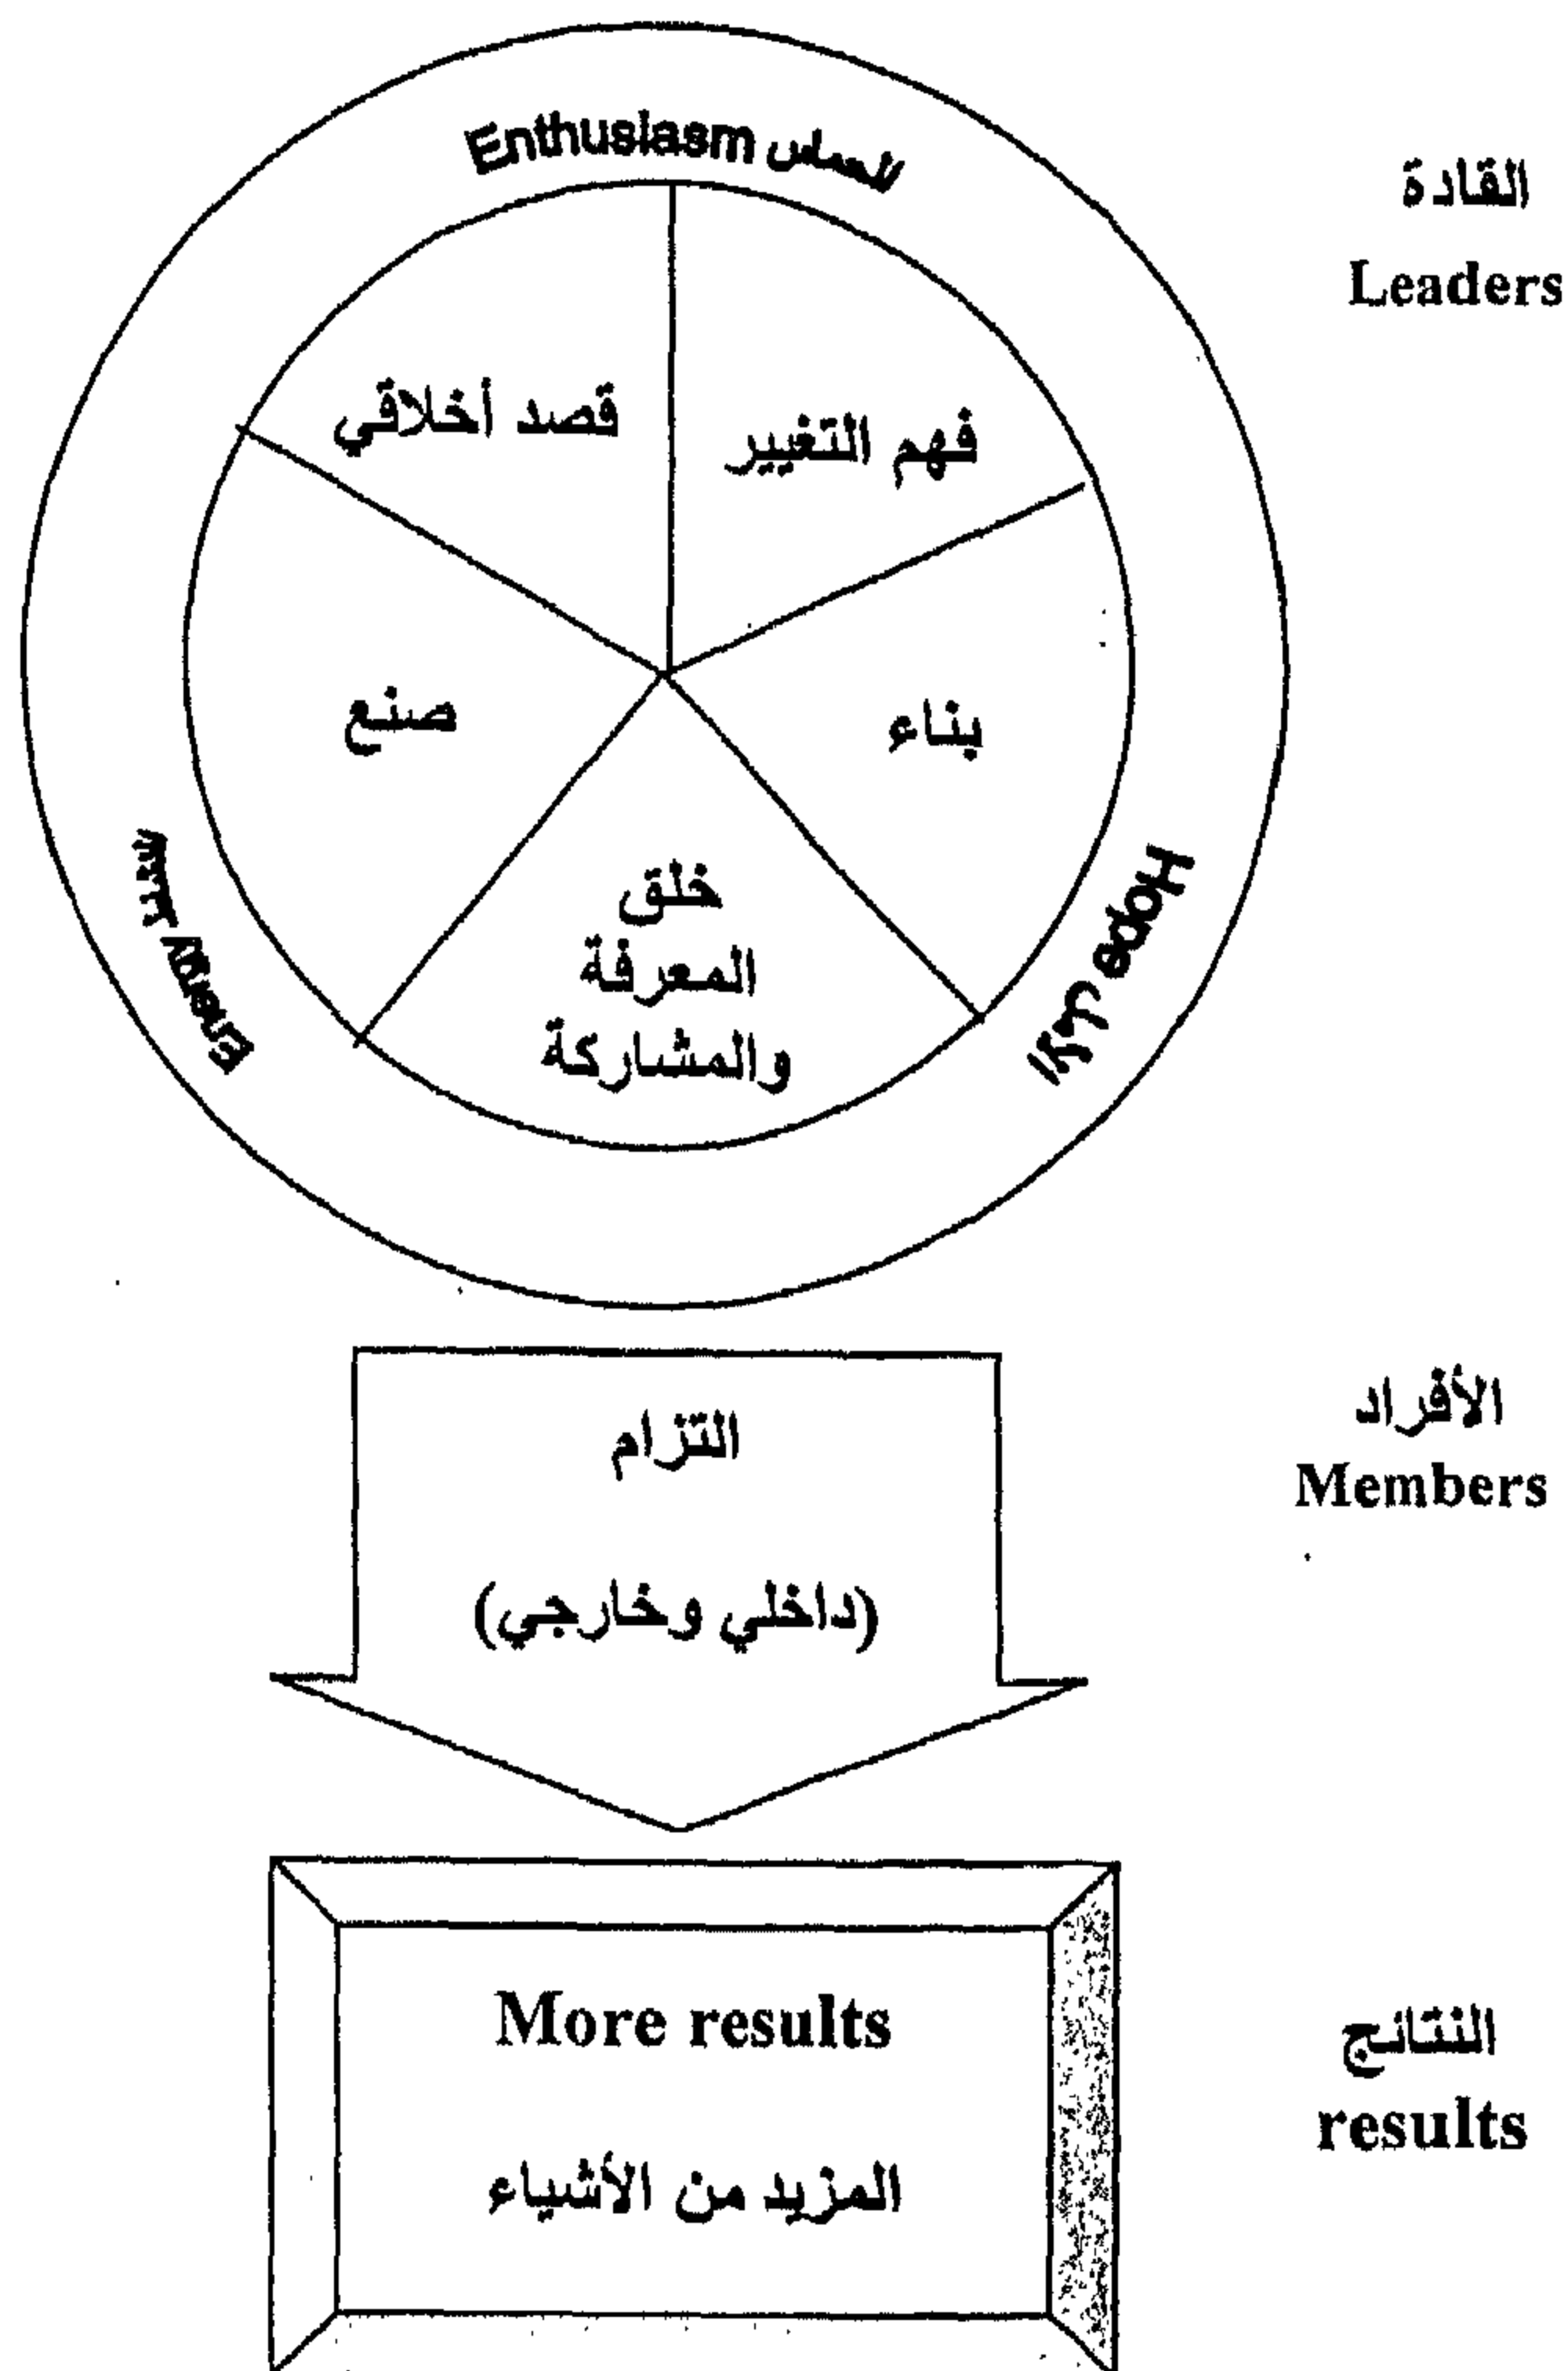 Enthusiasm الحماس
القادة
Leaders
قصد أخلاقي
فهم التغيير
صنع
بناء
خلق
المعرفة
والمشاركة
Energy
Hope الأمل
التزام
(داخلي وخارجي)
الأفراد
Members
More results
المزيد من الأشياء
النتائج
results